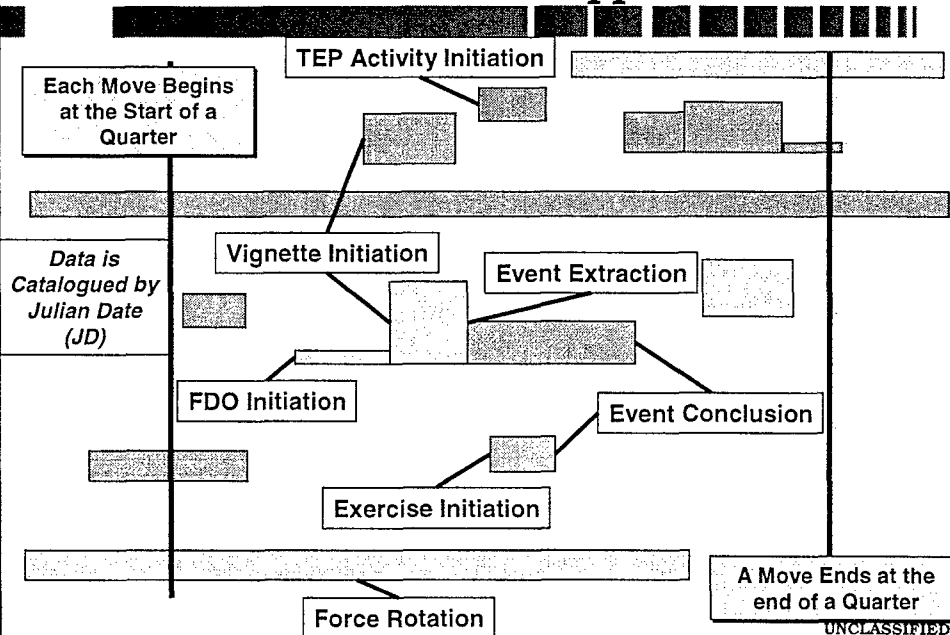 TEP Activity Initiation
Each Move Begins
at the Start of a
Quarter
Vignette Initiation
Event Extraction
Data is
Catalogued by
Julian Date
(JD)
FDO Initiation
Event Conclusion
Exercise Initiation
A Move Ends at the
end of a Quarter
Force Rotation
UNCLASSIFIED